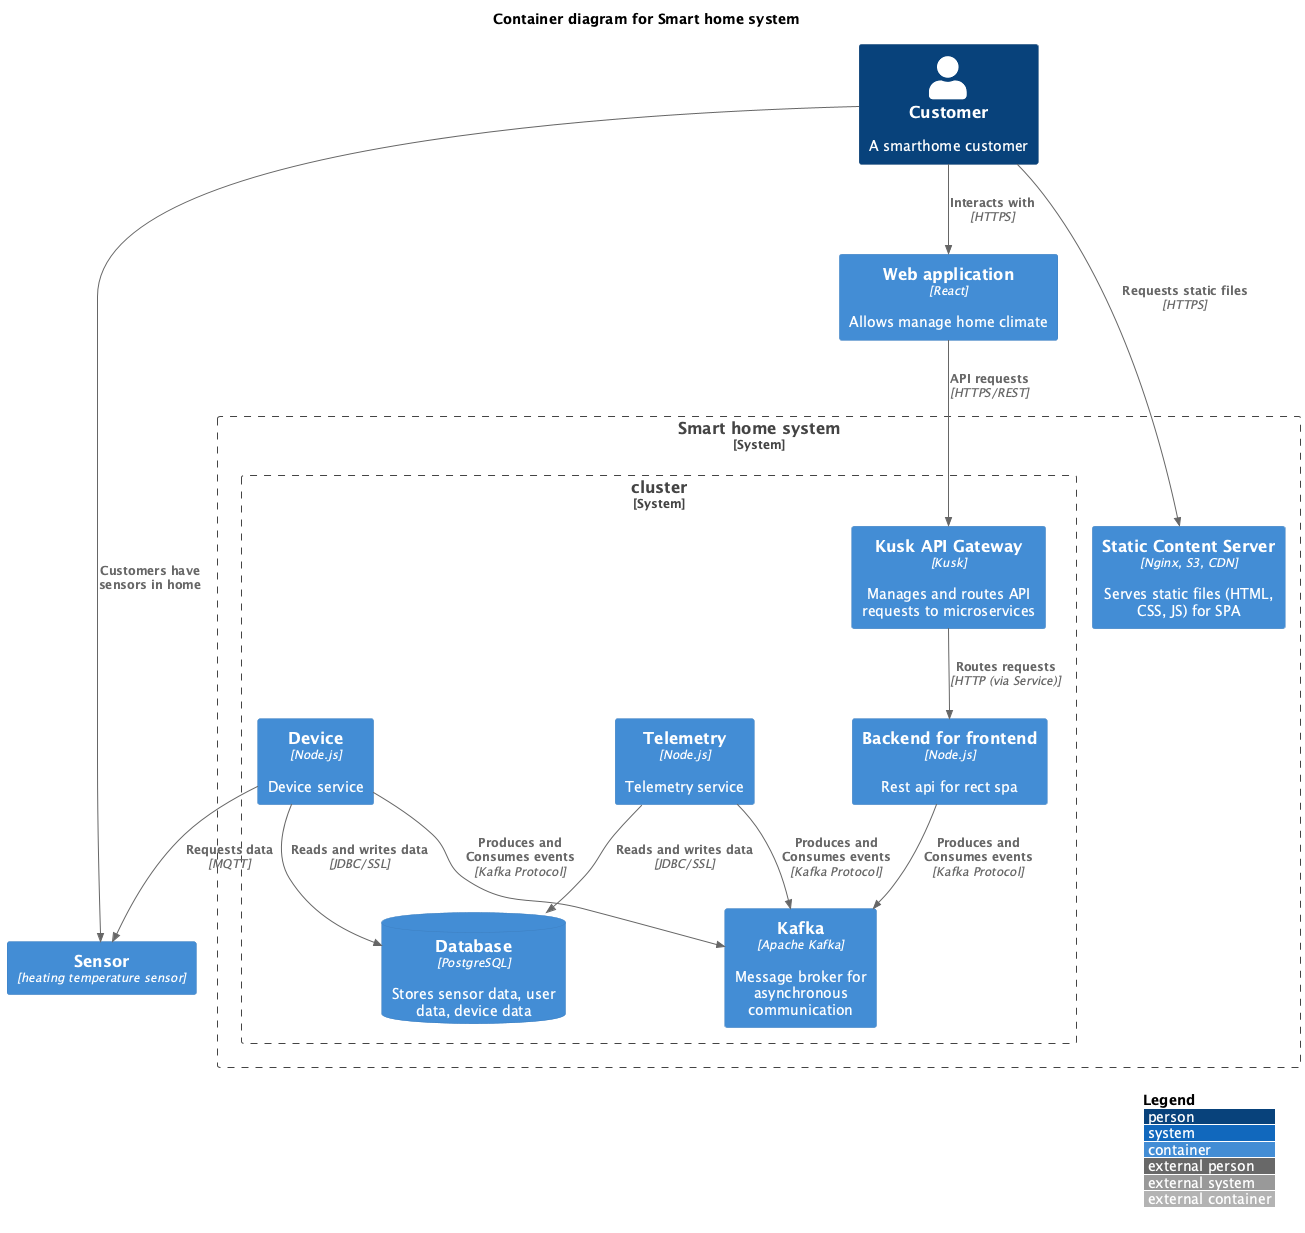 Container diagram for Smart home system
Customer
A smarthome customer
Interacts with
[HTTPS]
Web application
[React]
Allows manage home climate
Requests static files
[HTTPS]
API requests
[HTTPS/REST]
Smart home system
[System]
cluster
[System]
Kusk API Gateway
[Kusk]
Manages and routes API
requests to microservices
Static Content Server
[Nginx, S3, CDN]
Serves static files (HTML,
CSS, JS) for SPA
Customers have
sensors in home
Routes requests
[HTTP (via Service)]
Device
[Node.js]
Device service
Telemetry
[Node.js]
Telemetry service
Backend for frontend
[Node.js]
Rest api for rect spa
Requests data
[MQTT]
Reads and writes data
[JDBC/SSL]
Produces and
Consumes events
[Kafka Protocol]
Reads and writes data
[JDBC/SSL]
Produces and
Consumes events
[Kafka Protocol]
Produces and
Consumes events
[Kafka Protocol]
Sensor
[heating temperature sensor]
Database
[PostgreSQL]
Stores sensor data, user
data, device data
Kafka
[Apache Kafka]
Message broker for
asynchronous
communication
Legend
person
system
container
external person
external system
external container